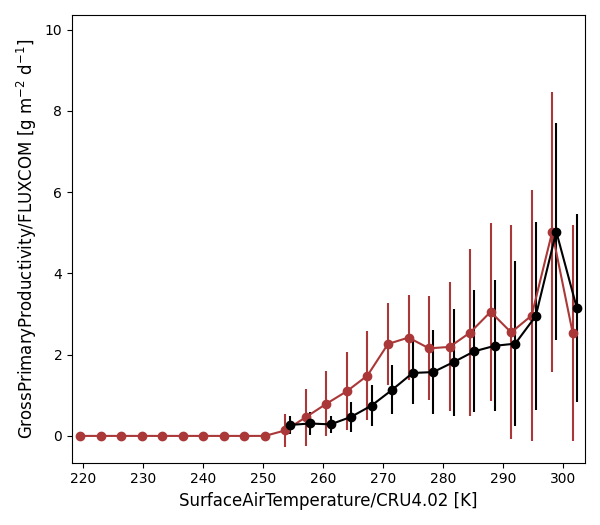 GrossPrimaryProductivity/FLUXCOM [g m⁻² d⁻¹]
10
8
6
4
2
0
220 230 240 250 260 270 280 290 300
SurfaceAirTemperature/CRU4.02 [K]